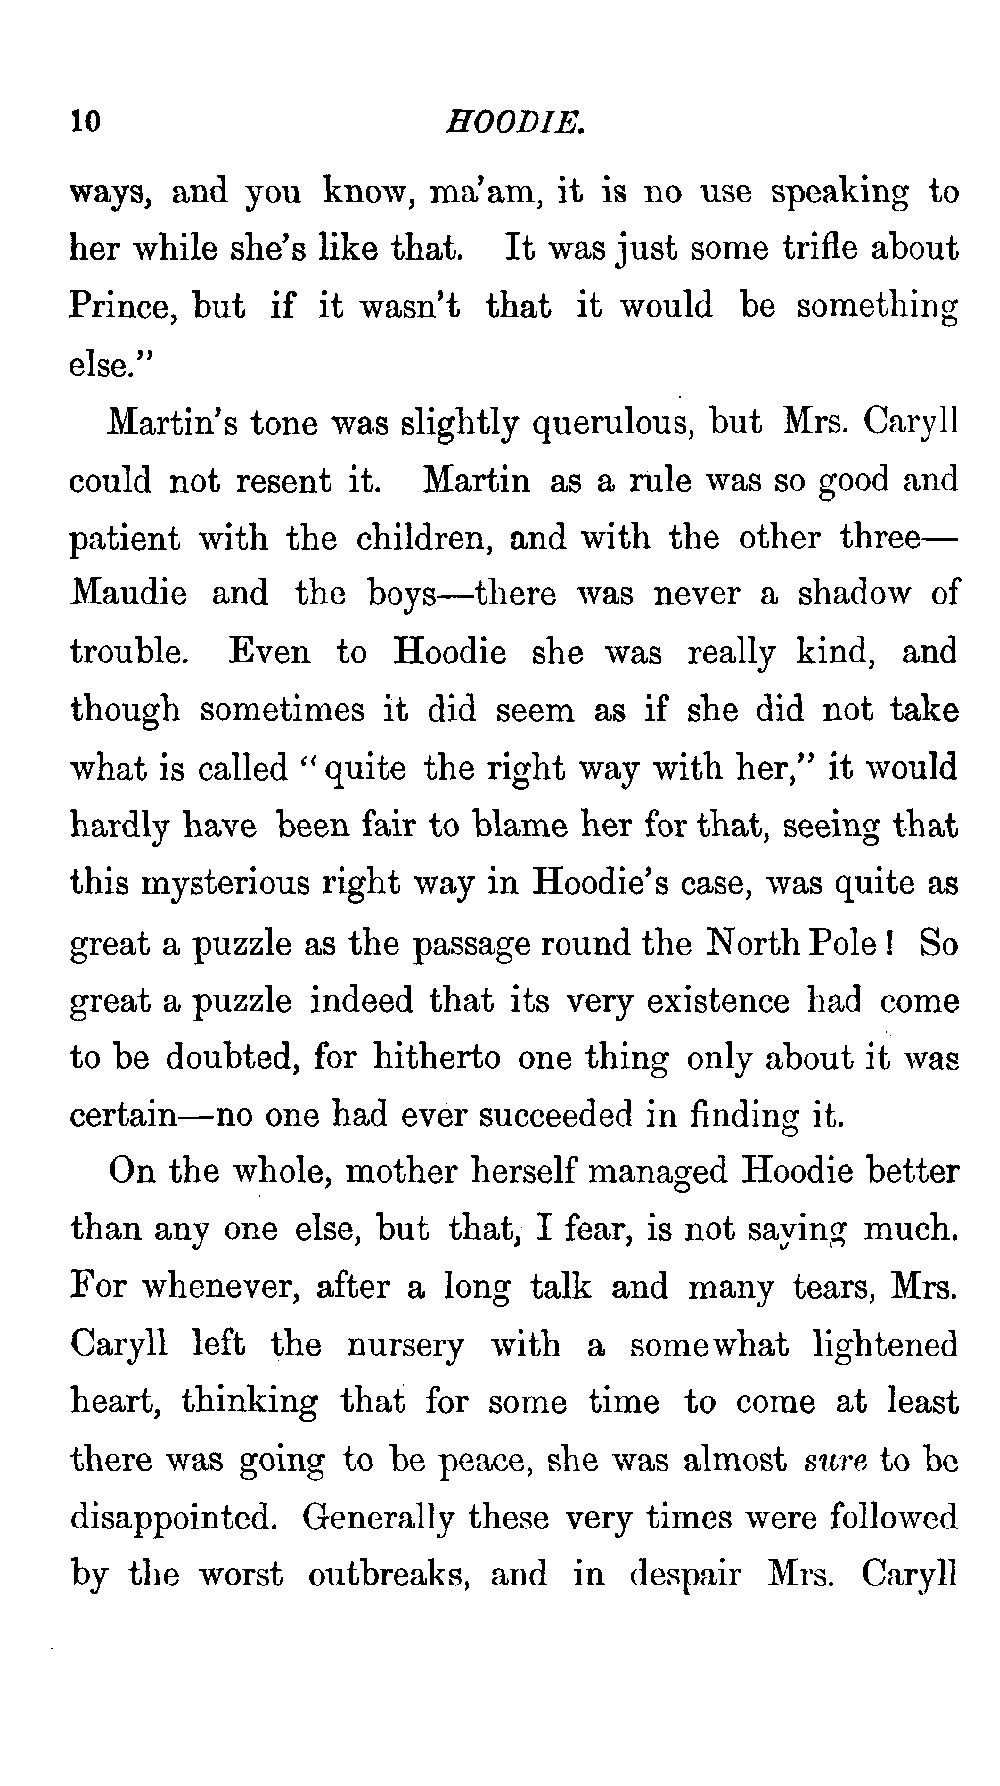 10 HOODIE.
ways, and you know, ma'am, it is no use speaking to
her while she's like that. It was just some trifle about
Prince, but if it wasn't that it would be something
else."
Martin's tone was slightly querulous, but Mrs. Caryll
could not resent it. Martin as a rule was so good and
patient with the children, and with the other three—
Maudie and the boys—there was never a shadow of
trouble. Even to Hoodie she was really kind, and
though sometimes it did seem as if she did not take
what is called "quite the right way with her," it would
hardly have been fair to blame her for that, seeing that
this mysterious right way in Hoodie's case, was quite as
great a puzzle as the passage round the North Pole! So
great a puzzle indeed that its very existence had come
to be doubted, for hitherto one thing only about it was
certain—no one had ever succeeded in finding it.
On the whole, mother herself managed Hoodie better
than any one else, but that, I fear, is not saying much.
For whenever, after a long talk and many tears, Mrs.
Caryll left the nursery with a somewhat lightened
heart, thinking that for some time to come at least
there was going to be peace, she was almost sure to be
disappointed. Generally these very times were followed
by the worst outbreaks, and in despair Mrs. Caryll